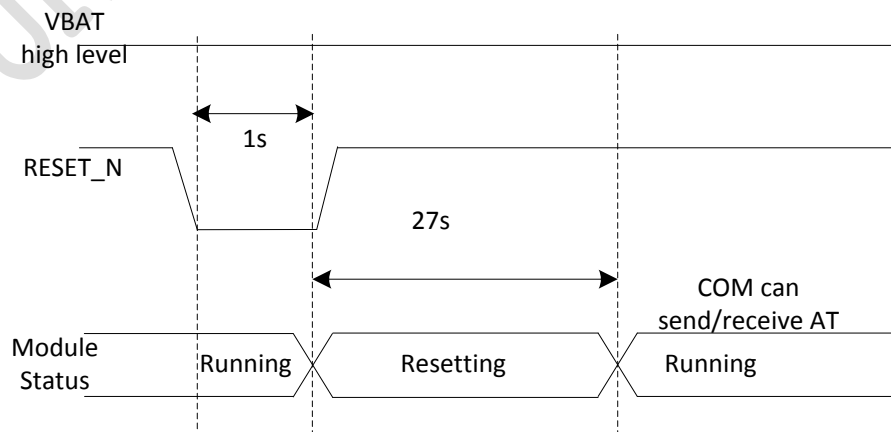 VBAT
high level
1s
RESET_N
27s
COM can
send/receive AT
Module
Status
Running
Resetting
Running